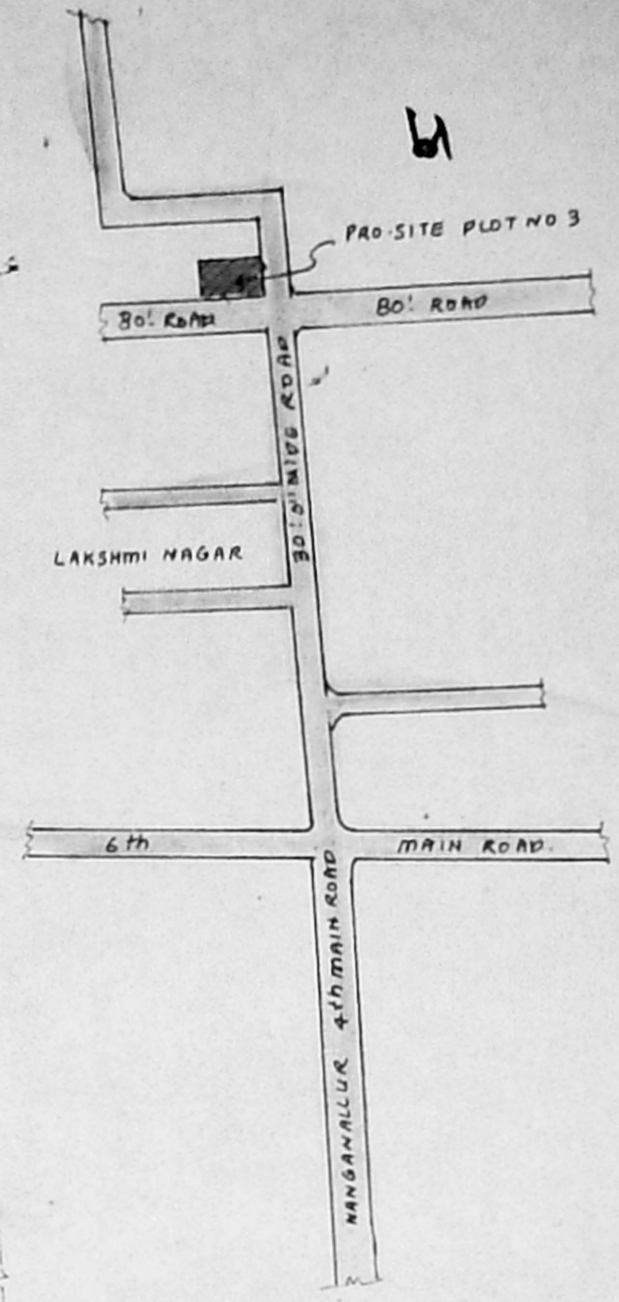 PRO.SITE PLOT NO 3
80'. ROAD
80'. ROAD
30'.0" WIDE ROAD
LAKSHMI NAGAR
6th
MAIN ROAD.
NANGANALLUR 4th MAIN ROAD.